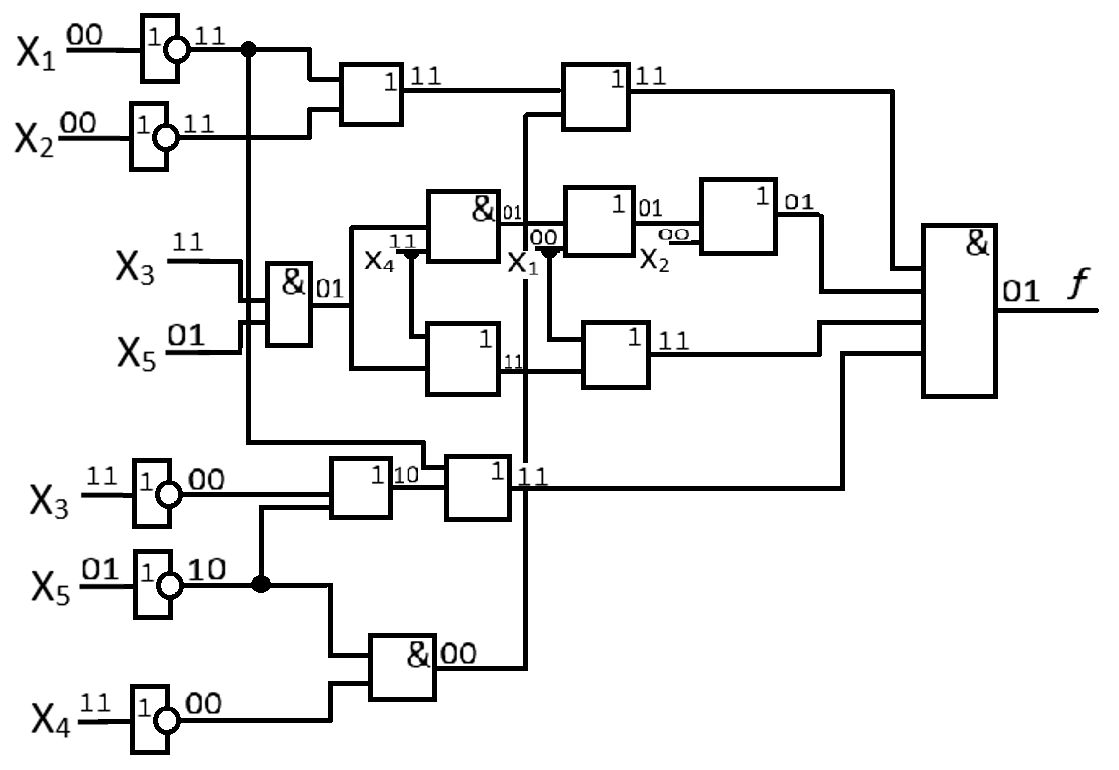 X1 00 1 11
1 11
1 11
X2 00 1 11
& 01
1 01
1 01
X3 11
11
X4
00
X1
00
X2
&
& 01
01 f
X5 01
1 11
1 11
X3 11 1 00
1 10
1 11
X5 01 1 10
& 00
X4 11 1 00